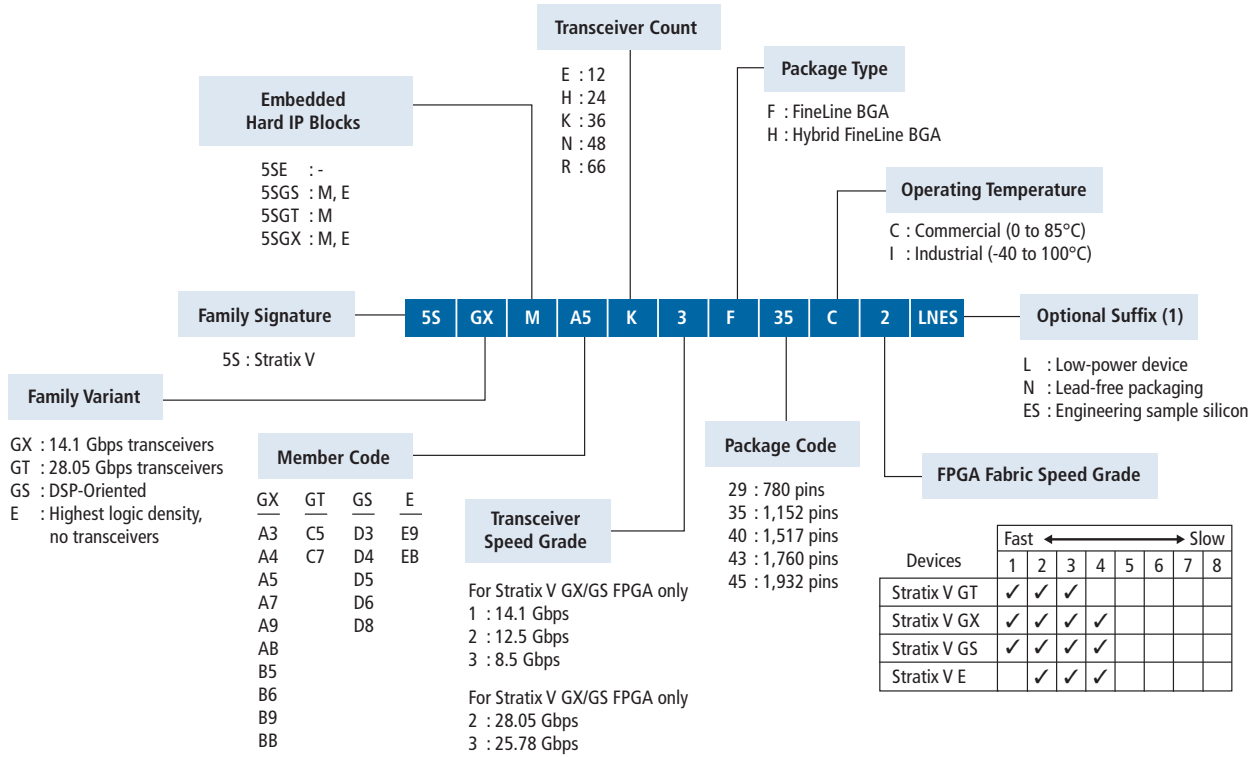 Transceiver Count
E : 12
H : 24
K : 36
N : 48
R : 66
Package Type
F : FineLine BGA
H : Hybrid FineLine BGA
Embedded
Hard IP Blocks
5SE : -
5SGS : M, E
5SGT : M
5SGX : M, E
Operating Temperature
C : Commercial (0 to 85°C)
I : Industrial (-40 to 100°C)
Family Signature
5S : Stratix V
5S GX M A5 K 3 F 35 C 2 LNES
Optional Suffix (1)
L : Low-power device
N : Lead-free packaging
ES : Engineering sample silicon
Family Variant
GX : 14.1 Gbps transceivers
GT : 28.05 Gbps transceivers
GS : DSP-Oriented
E : Highest logic density,
no transceivers
Member Code
GX GT GS E
A3 C5 D3 E9
A4 C7 D4 EB
A5 D5
A7 D6
A9 D8
AB
B5
B6
B9
BB
Transceiver
Speed Grade
For Stratix V GX/GS FPGA only
1 : 14.1 Gbps
2 : 12.5 Gbps
3 : 8.5 Gbps
For Stratix V GX/GS FPGA only
2 : 28.05 Gbps
3 : 25.78 Gbps
Package Code
29 : 780 pins
35 : 1,152 pins
40 : 1,517 pins
43 : 1,760 pins
45 : 1,932 pins
FPGA Fabric Speed Grade
Fast Slow
Devices 1 2 3 4 5 6 7 8
Stratix V GT ✓ ✓ ✓
Stratix V GX ✓ ✓ ✓ ✓
Stratix V GS ✓ ✓ ✓ ✓
Stratix V E ✓ ✓ ✓